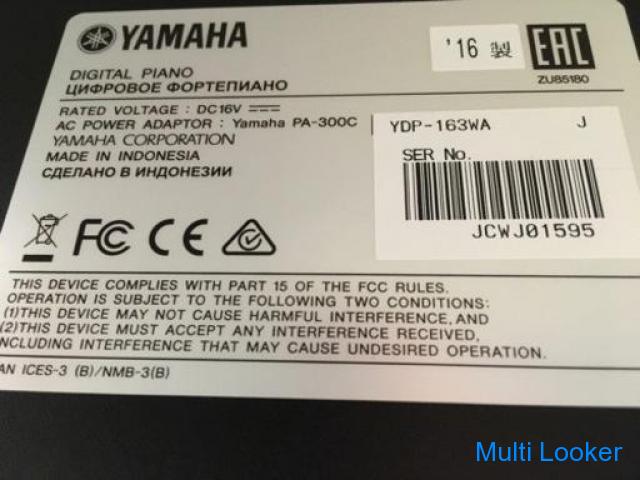 YAMAHA
'16 製
EAC
DIGITAL PIANO
ZU85180
ЦИФРОВОЕ ФОРТЕПИАНО
RATED VOLTAGE : DC16V
AC POWER ADAPTOR : Yamaha PA-300C
YAMAHA CORPORATION
MADE IN INDONESIA
СДЕЛАНО В ИНДОНЕЗИИ
YDP-163WA J
SER No.
JCWJ01595
FC CE
THIS DEVICE COMPLIES WITH PART 15 OF THE FCC RULES.
OPERATION IS SUBJECT TO THE FOLLOWING TWO CONDITIONS:
(1)THIS DEVICE MAY NOT CAUSE HARMFUL INTERFERENCE, AND
(2)THIS DEVICE MUST ACCEPT ANY INTERFERENCE RECEIVED,
INCLUDING INTERFERENCE THAT MAY CAUSE UNDESIRED OPERATION.
AN ICES-3 (B)/NMB-3(B)
Multi Looker